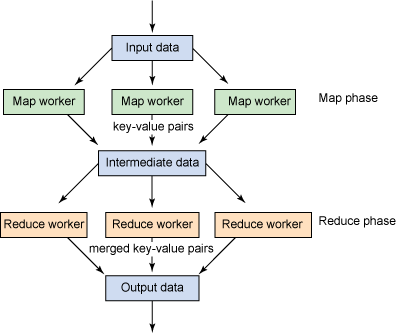 Input data
Map worker Map worker Map worker Map phase
key-value pairs
Intermediate data
Reduce worker Reduce worker Reduce worker Reduce phase
merged key-value pairs
Output data